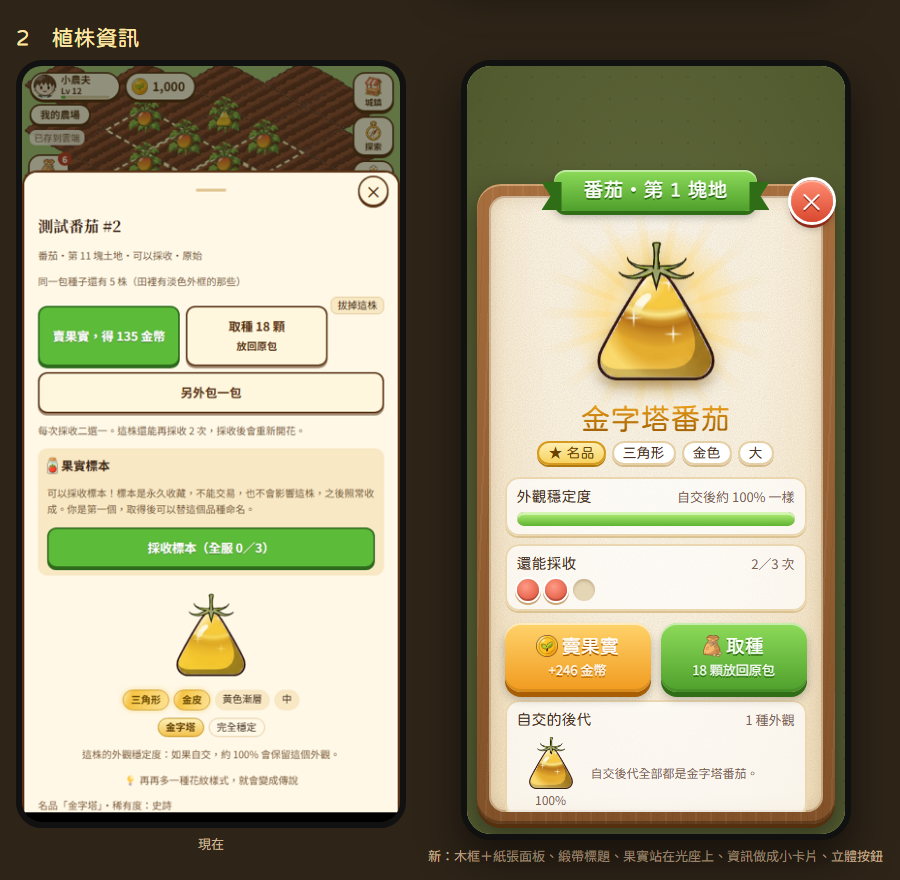 2 植株資訊
小農夫
Lv 12
1,000
城鎮
我的農場
已存到雲端
探索
6
測試番茄 #2
番茄・第 11 塊土地・可以採收・原始
同一包種子還有 5 株（田裡有淡色外框的那些）
拔掉這株
賣果實，得 135 金幣
取種 18 顆
放回原包
另外包一包
每次採收二選一。這株還能再採收 2 次，採收後會重新開花。
果實標本
可以採收標本！標本是永久收藏，不能交易，也不會影響這株，之後照常收
成。你是第一個，取得後可以替這個品種命名。
採收標本（全服 0／3）
三角形 金皮 黃色漸層 中
金字塔 完全穩定
這株的外觀穩定度：如果自交，約 100% 會保留這個外觀。
再再多一種花紋樣式，就會變成傳說
名品「金字塔」・稀有度：史詩
現在
番茄・第 1 塊地
金字塔番茄
★ 名品 三角形 金色 大
外觀穩定度 自交後約 100% 一樣
還能採收 2／3 次
賣果實
+246 金幣
取種
18 顆放回原包
自交的後代 1 種外觀
自交後代全部都是金字塔番茄。
100%
新：木框＋紙張面板、緞帶標題、果實站在光座上、資訊做成小卡片、立體按鈕